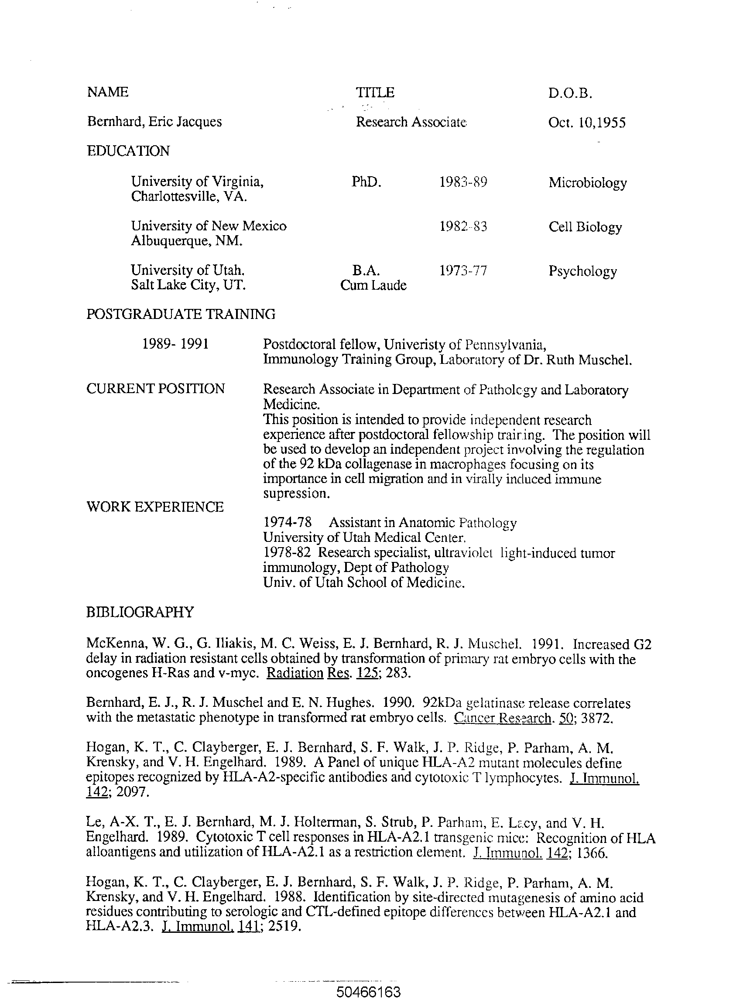 NAME TITLE D.O.B.
Bernhard, Eric Jacques Research Associate Oct. 10,1955
EDUCATION
University of Virginia, PhD. 1983-89 Microbiology
Charlottesville, VA.
University of New Mexico 1982-83 Cell Biology
Albuquerque, NM.
University of Utah. B.A. 1973-77 Psychology
Salt Lake City, UT. Cum Laude
POSTGRADUATE TRAINING
1989- 1991 Postdoctoral fellow, Univeristy of Pennsylvania,
Immunology Training Group, Laboratory of Dr. Ruth Muschel.
CURRENT POSITION Research Associate in Department of Pathology and Laboratory
Medicine.
This position is intended to provide independent research
experience after postdoctoral fellowship training. The position will
be used to develop an independent project involving the regulation
of the 92 kDa collagenase in macrophages focusing on its
importance in cell migration and in virally induced immune
supression.
WORK EXPERIENCE
1974-78 Assistant in Anatomic Pathology
University of Utah Medical Center.
1978-82 Research specialist, ultraviolet light-induced tumor
immunology, Dept of Pathology
Univ. of Utah School of Medicine.
BIBLIOGRAPHY
McKenna, W. G., G. Iliakis, M. C. Weiss, E. J. Bernhard, R. J. Muschel. 1991. Increased G2
delay in radiation resistant cells obtained by transformation of primary rat embryo cells with the
oncogenes H-Ras and v-myc. Radiation Res. 125; 283.
Bernhard, E. J., R. J. Muschel and E. N. Hughes. 1990. 92kDa gelatinase release correlates
with the metastatic phenotype in transformed rat embryo cells. Cancer Research. 50; 3872.
Hogan, K. T., C. Clayberger, E. J. Bernhard, S. F. Walk, J. P. Ridge, P. Parham, A. M.
Krensky, and V. H. Engelhard. 1989. A Panel of unique HLA-A2 mutant molecules define
epitopes recognized by HLA-A2-specific antibodies and cytotoxic T lymphocytes. J. Immunol.
142; 2097.
Le, A-X. T., E. J. Bernhard, M. J. Holterman, S. Strub, P. Parham, E. Lacy, and V. H.
Engelhard. 1989. Cytotoxic T cell responses in HLA-A2.1 transgenic mice: Recognition of HLA
alloantigens and utilization of HLA-A2.1 as a restriction element. J. Immunol. 142; 1366.
Hogan, K. T., C. Clayberger, E. J. Bernhard, S. F. Walk, J. P. Ridge, P. Parham, A. M.
Krensky, and V. H. Engelhard. 1988. Identification by site-directed mutagenesis of amino acid
residues contributing to serologic and CTL-defined epitope differences between HLA-A2.1 and
HLA-A2.3. J. Immunol. 141; 2519.
50466163